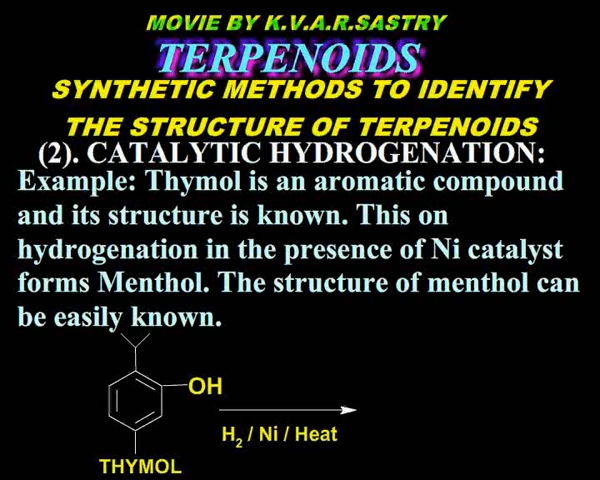 MOVIE BY K.V.A.R.SASTRY
TERPENOIDS
SYNTHETIC METHODS TO IDENTIFY
THE STRUCTURE OF TERPENOIDS
(2). CATALYTIC HYDROGENATION:
Example: Thymol is an aromatic compound
and its structure is known. This on
hydrogenation in the presence of Ni catalyst
forms Menthol. The structure of menthol can
be easily known.
OH
H2 / Ni / Heat
THYMOL